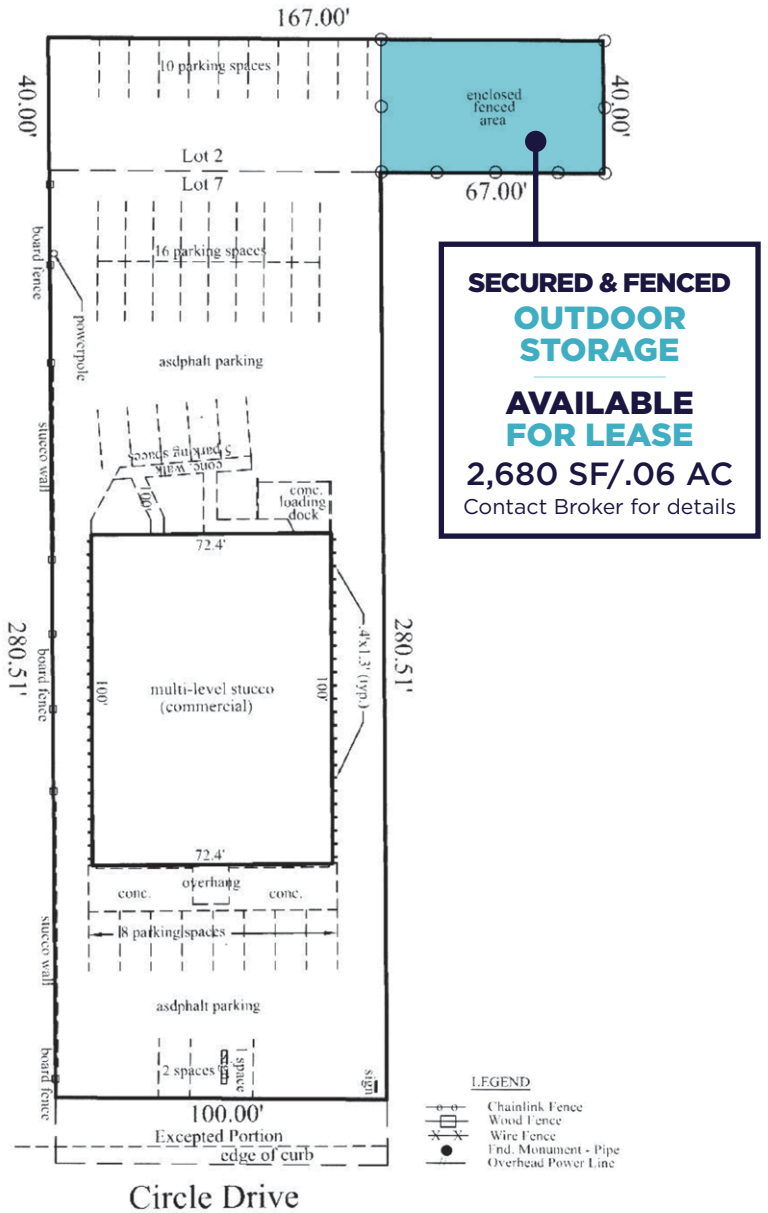 167.00'
40.00'
10 parking spaces
enclosed
fenced
area
40.00'
Lot 2
Lot 7
67.00'
board fence
16 parking spaces
powerpole
asdphalt parking
SECURED & FENCED
OUTDOOR
STORAGE
AVAILABLE
FOR LEASE
2,680 SF/.06 AC
Contact Broker for details
stucco wall
5 parking spaces
conc. walk
100'
conc.
loading
dock
72.4'
280.51'
board fence
100'
multi-level stucco
(commercial)
100'
.4'x1.3' (typ.)
280.51'
72.4'
overhang
conc.
conc.
8 parking spaces
stucco wall
asdphalt parking
board fence
2 spaces
1 space
sign
100.00'
Excepted Portion
edge of curb
Circle Drive
LEGEND
Chainlink Fence
Wood Fence
Wire Fence
Fnd. Monument - Pipe
Overhead Power Line